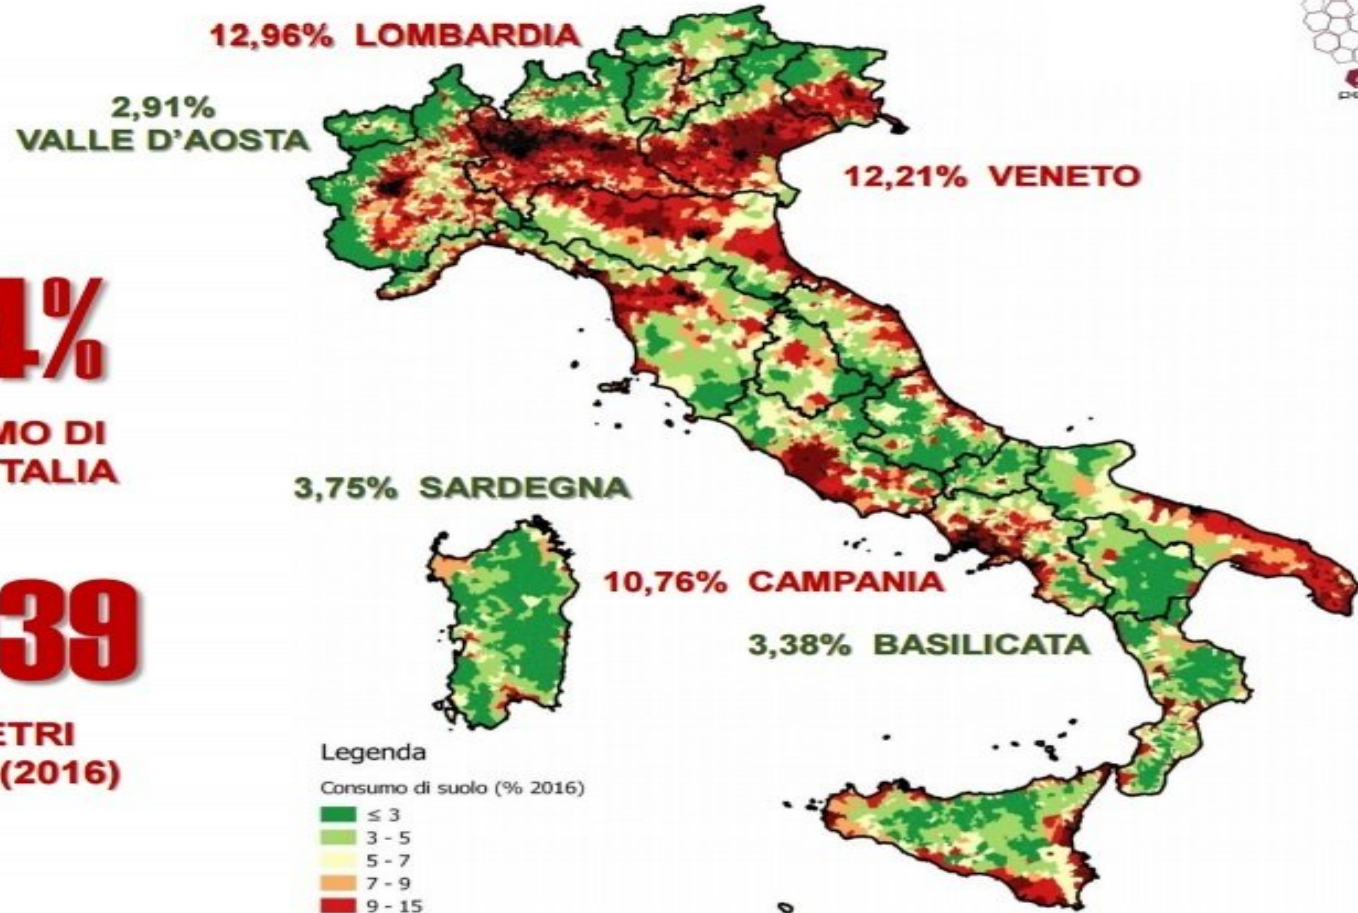 12,96% LOMBARDIA
2,91%
VALLE D'AOSTA
12,21% VENETO
4%
MO DI
TALIA
3,75% SARDEGNA
10,76% CAMPANIA
39
3,38% BASILICATA
ETRI
(2016)
Legenda
Consumo di suolo (% 2016)
≤ 3
3 - 5
5 - 7
7 - 9
9 - 15